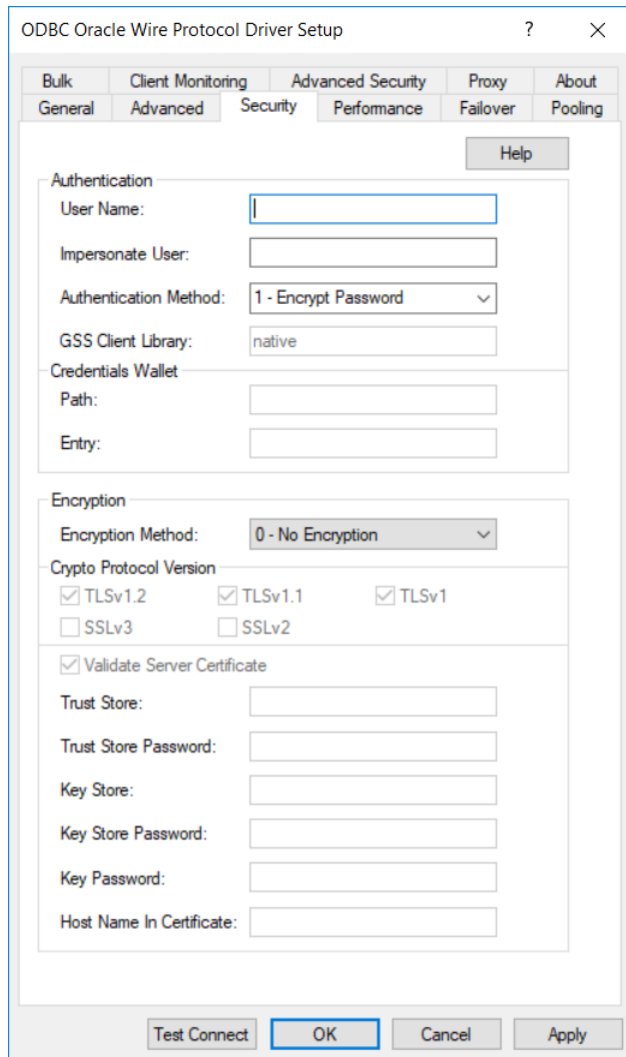 ODBC Oracle Wire Protocol Driver Setup ?
Bulk Client Monitoring Advanced Security Proxy About
General Advanced Security Performance Failover Pooling
Help
Authentication
User Name:
Impersonate User:
Authentication Method: 1 - Encrypt Password
GSS Client Library: native
Credentials Wallet
Path:
Entry:
Encryption
Encryption Method: 0 - No Encryption
Crypto Protocol Version
TLSv1.2 TLSv1.1 TLSv1
SSLv3 SSLv2
Validate Server Certificate
Trust Store:
Trust Store Password:
Key Store:
Key Store Password:
Key Password:
Host Name In Certificate:
Test Connect OK Cancel Apply